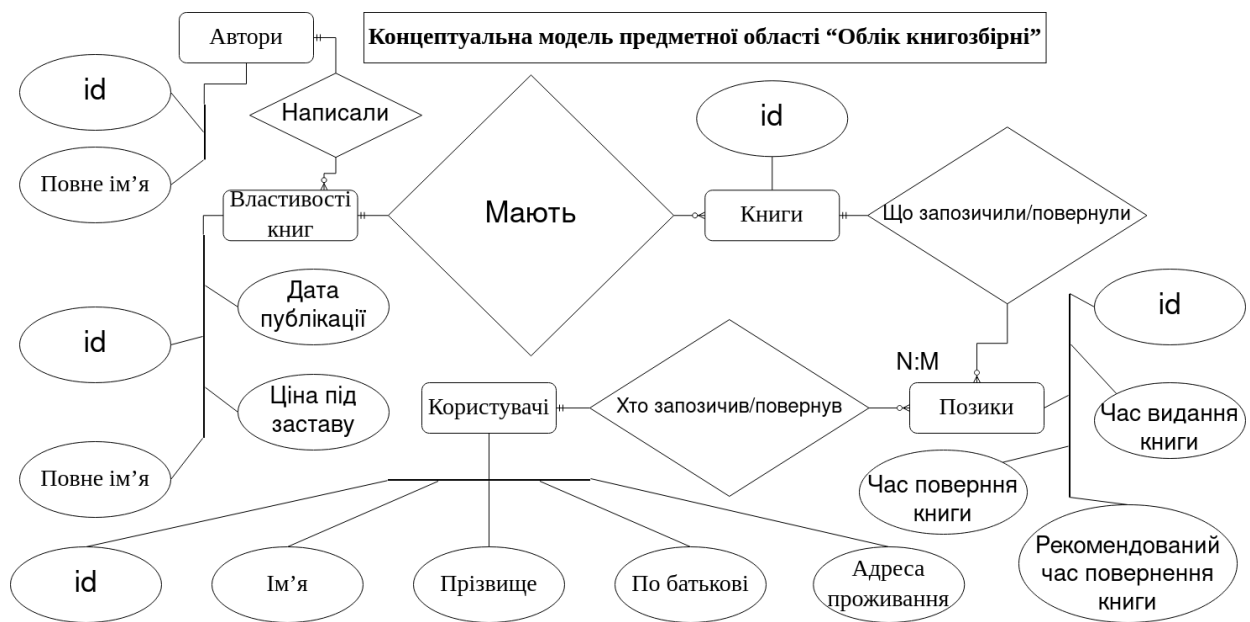 Автори
Концептуальна модель предметної області “Облік книгозбірні”
id
Написали
id
Повне ім’я
Властивості
книг
Мають
Книги
Що запозичили/повернули
Дата
публікації
id
id
Ціна під
заставу
N:M
Користувачі
Хто запозичив/повернув
Позики
Час видання
книги
Повне ім’я
Час поверння
книги
Рекомендований
час повернення
книги
id
Ім’я
Прізвище
По батькові
Адреса
проживання